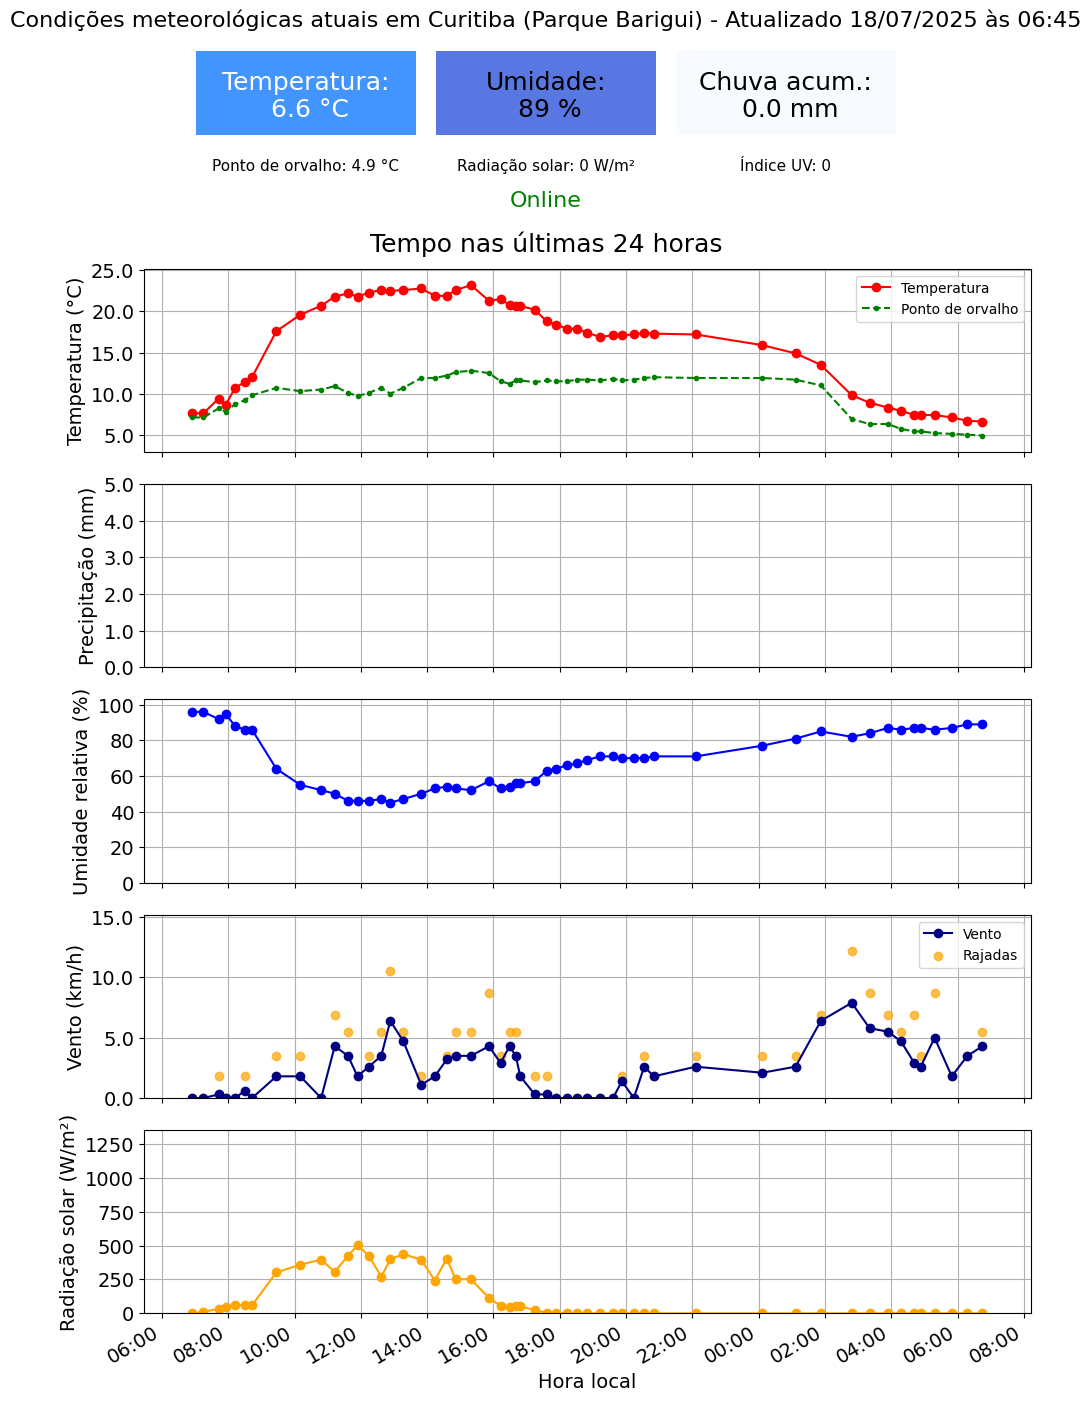 Condições meteorológicas atuais em Curitiba (Parque Barigui) - Atualizado 18/07/2025 às 06:45
Temperatura:
6.6 °C
Umidade:
89 %
Chuva acum.:
0.0 mm
Ponto de orvalho: 4.9 °C
Radiação solar: 0 W/m²
Índice UV: 0
Online
Tempo nas últimas 24 horas
Temperatura (°C)
25.0
20.0
15.0
10.0
5.0
Temperatura
Ponto de orvalho
Precipitação (mm)
5.0
4.0
3.0
2.0
1.0
0.0
Umidade relativa (%)
100
80
60
40
20
0
Vento (km/h)
15.0
10.0
5.0
0.0
Vento
Rajadas
Radiação solar (W/m²)
1250
1000
750
500
250
0
06:00
08:00
10:00
12:00
14:00
16:00
18:00
20:00
22:00
00:00
02:00
04:00
06:00
08:00
Hora local